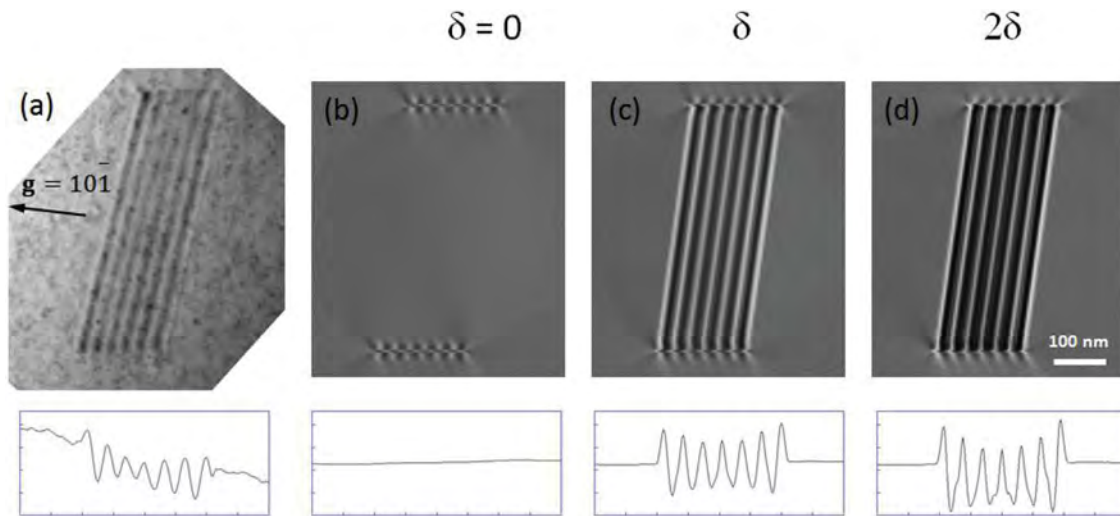 δ = 0 δ 2δ
(a) (b) (c) (d)
g = 101̄
100 nm